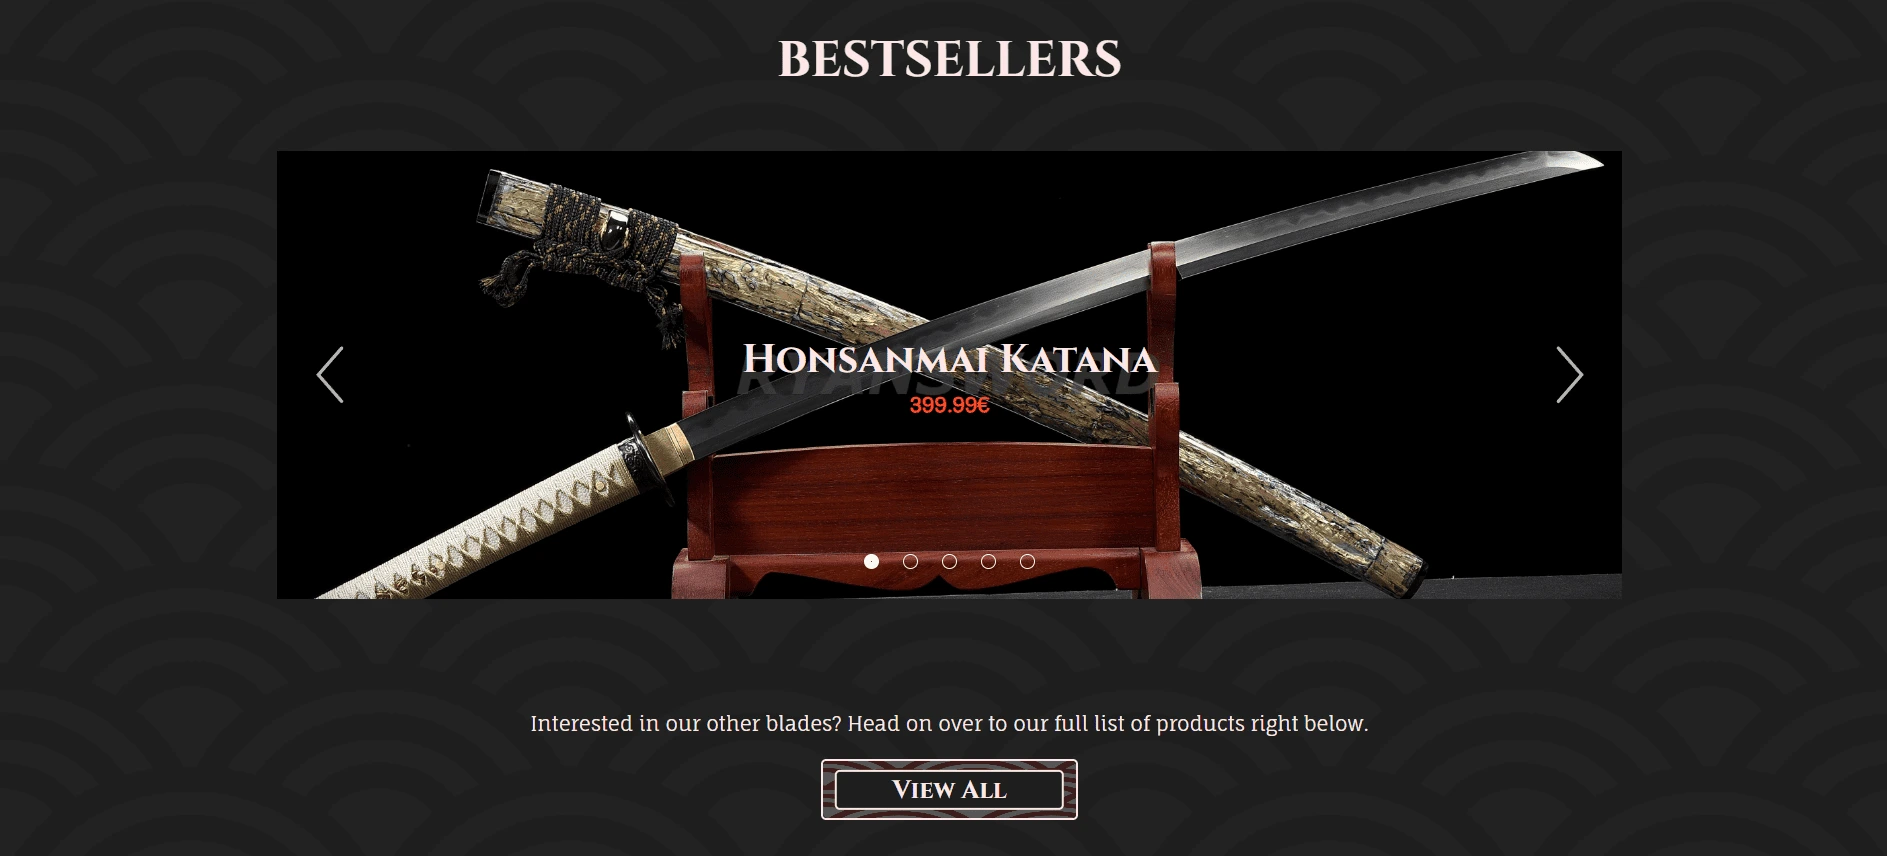 BESTSELLERS
Honsanmai Katana
RYANSWORD
399.99€
Interested in our other blades? Head on over to our full list of products right below.
View All